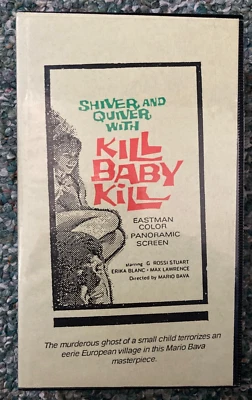 SHIVER AND
QUIVER WITH
KILL
BABY
KILL
EASTMAN
COLOR
PANORAMIC
SCREEN
starring G. ROSSI STUART
ERIKA BLANC · MAX LAWRENCE
Directed by MARIO BAVA
The murderous ghost of a small child terrorizes an
eerie European village in this Mario Bava
masterpiece.